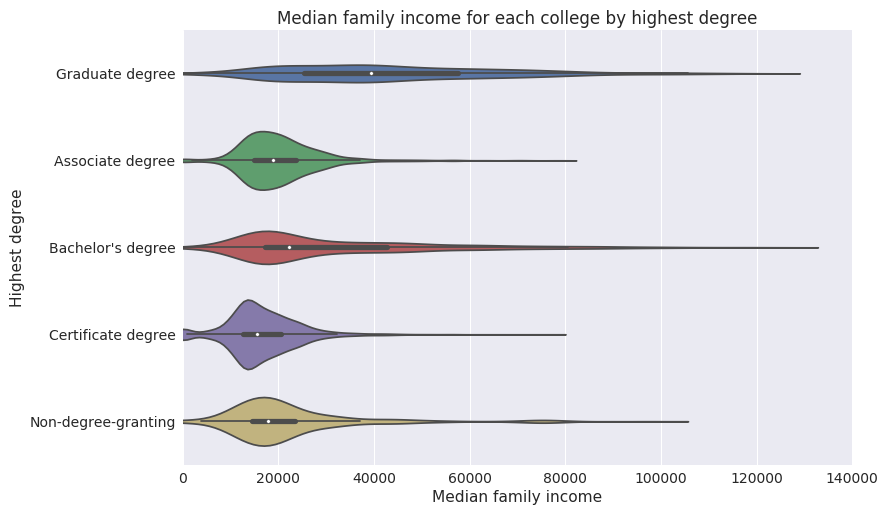 Median family income for each college by highest degree
Highest degree
Graduate degree
Associate degree
Bachelor's degree
Certificate degree
Non-degree-granting
0 20000 40000 60000 80000 100000 120000 140000
Median family income